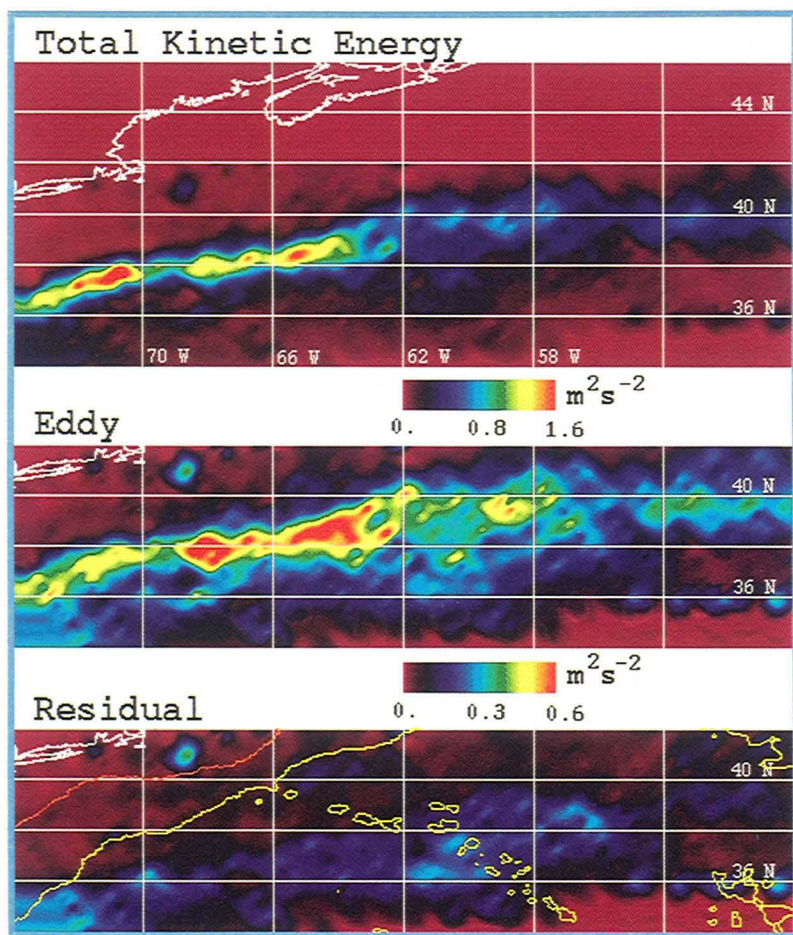 Total Kinetic Energy
44 N
40 N
36 N
70 W 66 W 62 W 58 W
m²s⁻²
0. 0.8 1.6
Eddy
40 N
36 N
m²s⁻²
0. 0.3 0.6
Residual
40 N
36 N